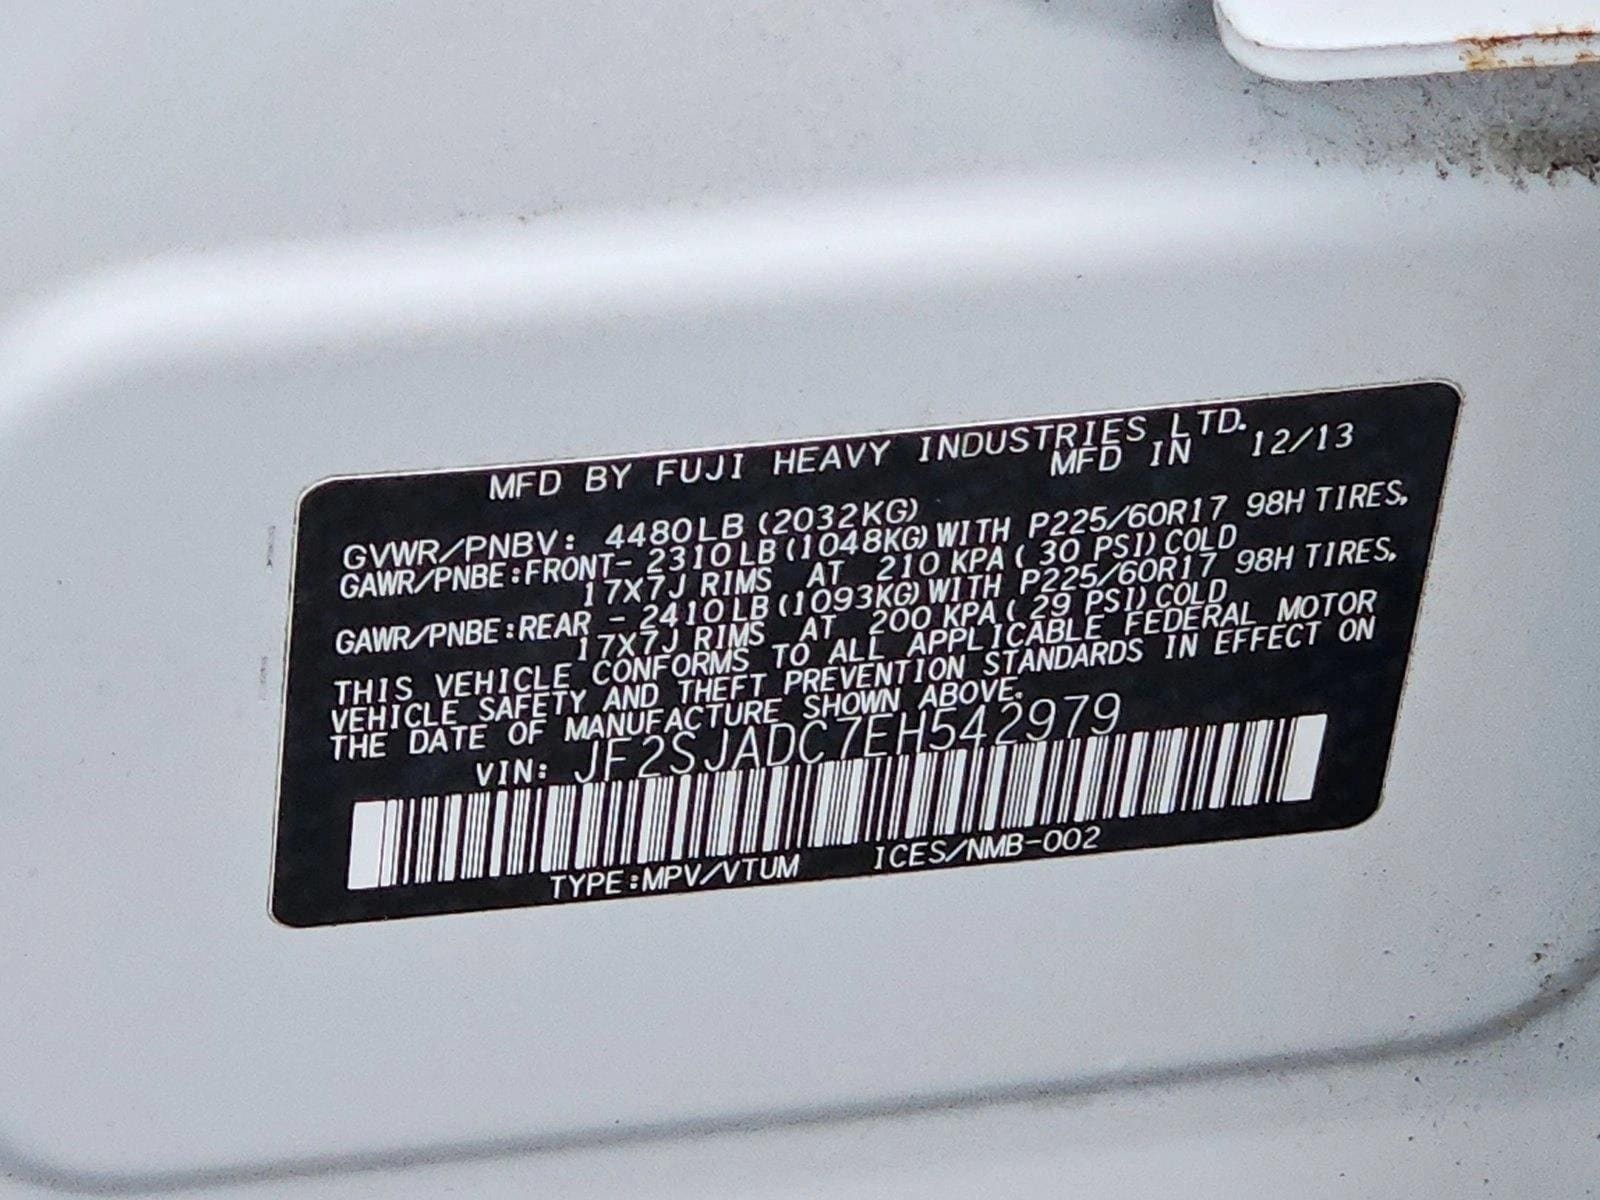 MFD BY FUJI HEAVY INDUSTRIES LTD.
MFD IN 12/13
GVWR/PNBV: 4480LB (2032KG)
GAWR/PNBE:FRONT- 2310LB (1048KG) WITH P225/60R17 98H TIRES,
17X7J RIMS AT 210 KPA ( 30 PSI) COLD
GAWR/PNBE:REAR - 2410LB (1093KG) WITH P225/60R17 98H TIRES,
17X7J RIMS AT 200 KPA ( 29 PSI) COLD
THIS VEHICLE CONFORMS TO ALL APPLICABLE FEDERAL MOTOR
VEHICLE SAFETY AND THEFT PREVENTION STANDARDS IN EFFECT ON
THE DATE OF MANUFACTURE SHOWN ABOVE.
VIN: JF2SJADC7EH542979
TYPE:MPV/VTUM ICES/NMB-002